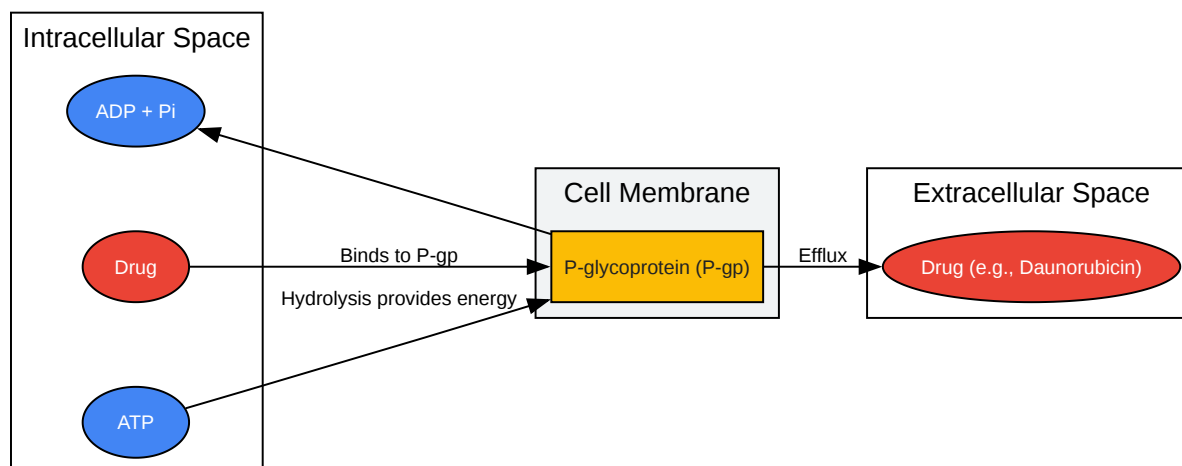 Intracellular Space
ADP + Pi
Drug
ATP
Binds to P-gp
Hydrolysis provides energy
Cell Membrane
P-glycoprotein (P-gp)
Efflux
Extracellular Space
Drug (e.g., Daunorubicin)